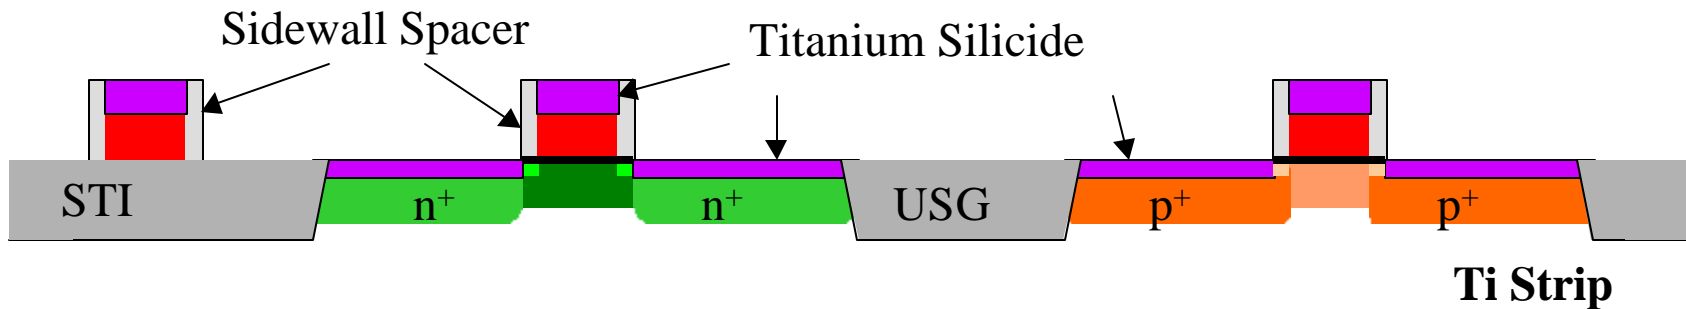 Sidewall Spacer
Titanium Silicide
STI
n⁺
n⁺
USG
p⁺
p⁺
Ti Strip